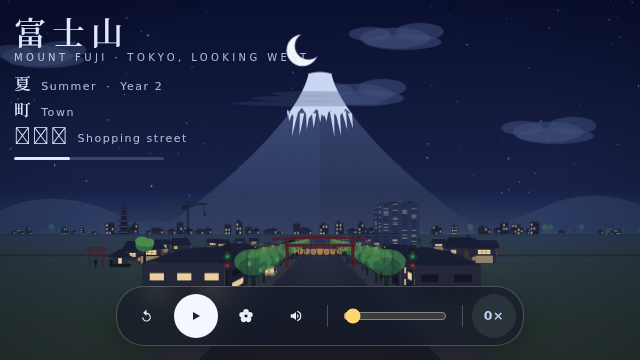 富士山
MOUNT FUJI · TOKYO, LOOKING WEST
夏 Summer · Year 2
町 Town
Shopping street
0×